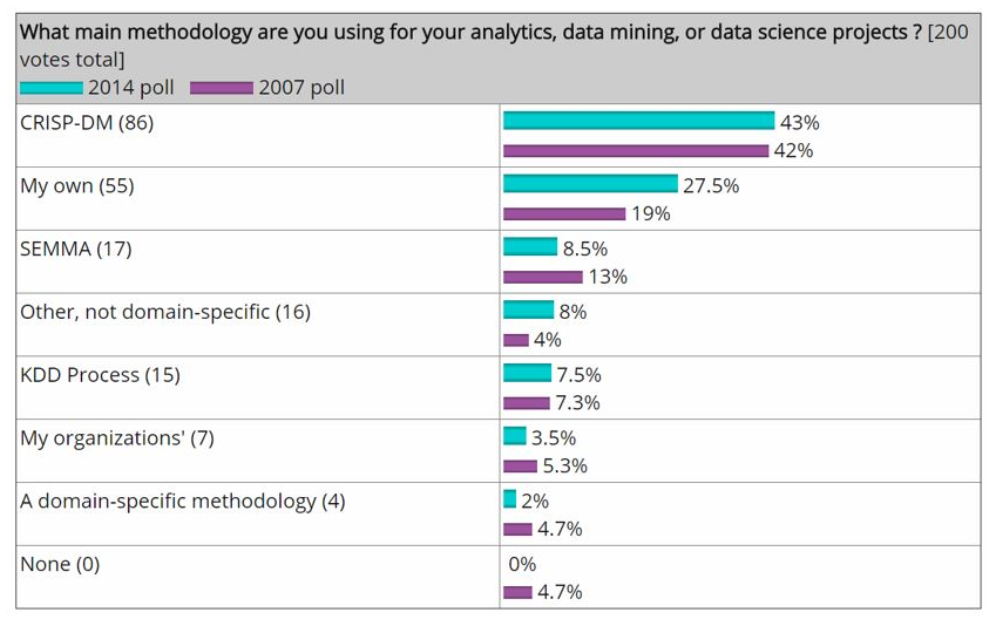 What main methodology are you using for your analytics, data mining, or data science projects ? [200
votes total]
2014 poll 2007 poll
CRISP-DM (86)
43%
42%
My own (55)
27.5%
19%
SEMMA (17)
8.5%
13%
Other, not domain-specific (16)
8%
4%
KDD Process (15)
7.5%
7.3%
My organizations' (7)
3.5%
5.3%
A domain-specific methodology (4)
2%
4.7%
None (0)
0%
4.7%